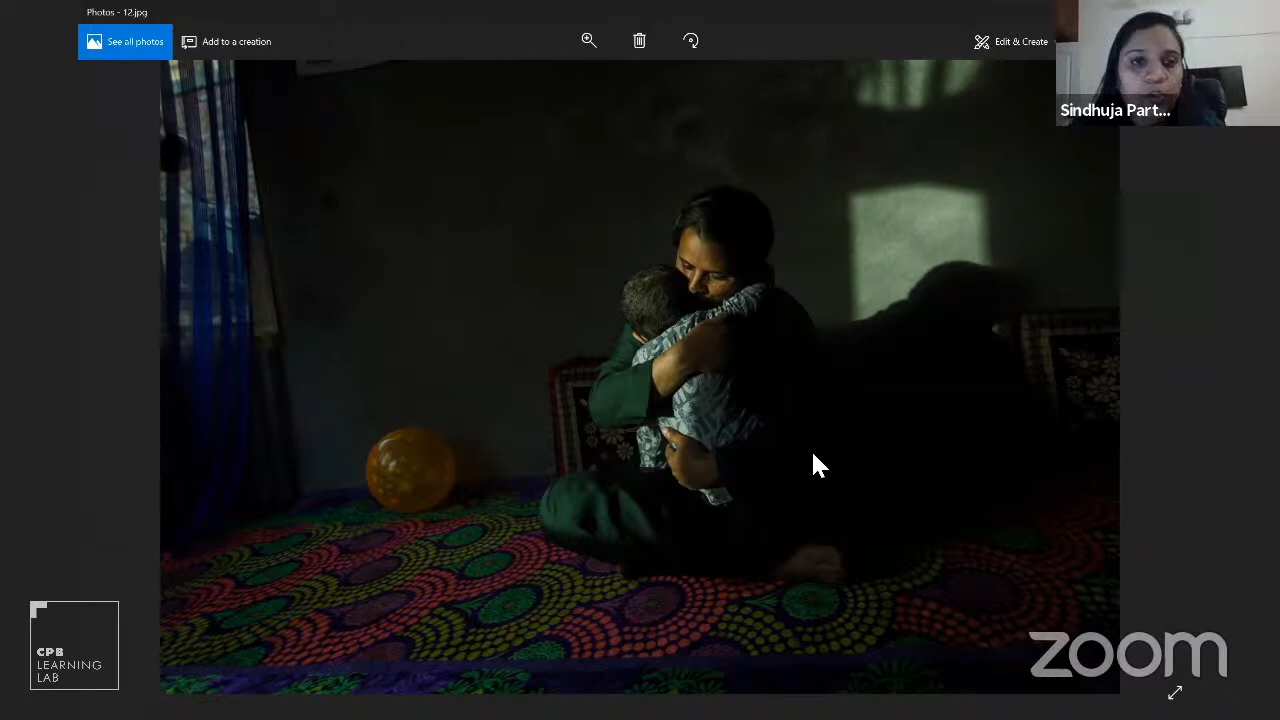 Photos - 12.jpg
See all photos
Add to a creation
Edit & Create
Sindhuja Part...
CPB
LEARNING
LAB
zoom